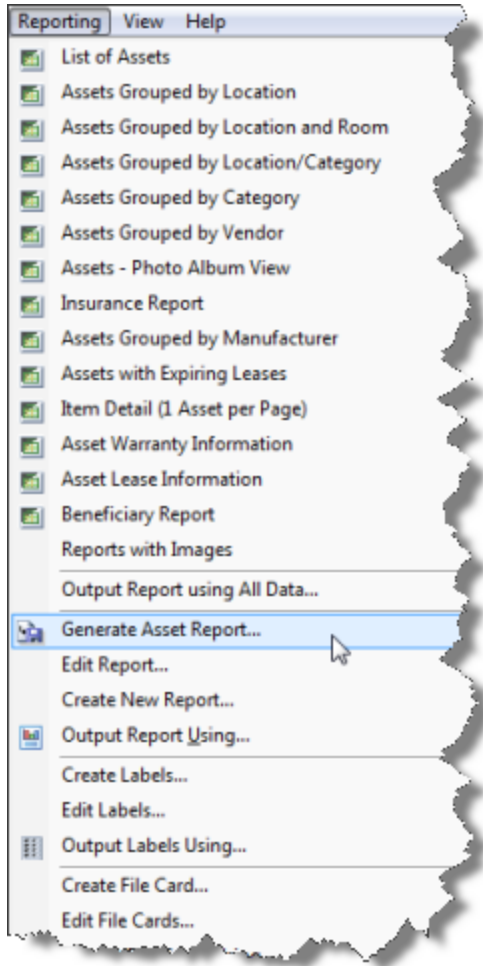 Reporting View Help
List of Assets
Assets Grouped by Location
Assets Grouped by Location and Room
Assets Grouped by Location/Category
Assets Grouped by Category
Assets Grouped by Vendor
Assets - Photo Album View
Insurance Report
Assets Grouped by Manufacturer
Assets with Expiring Leases
Item Detail (1 Asset per Page)
Asset Warranty Information
Asset Lease Information
Beneficiary Report
Reports with Images
Output Report using All Data...
Generate Asset Report...
Edit Report...
Create New Report...
Output Report Using...
Create Labels...
Edit Labels...
Output Labels Using...
Create File Card...
Edit File Cards...